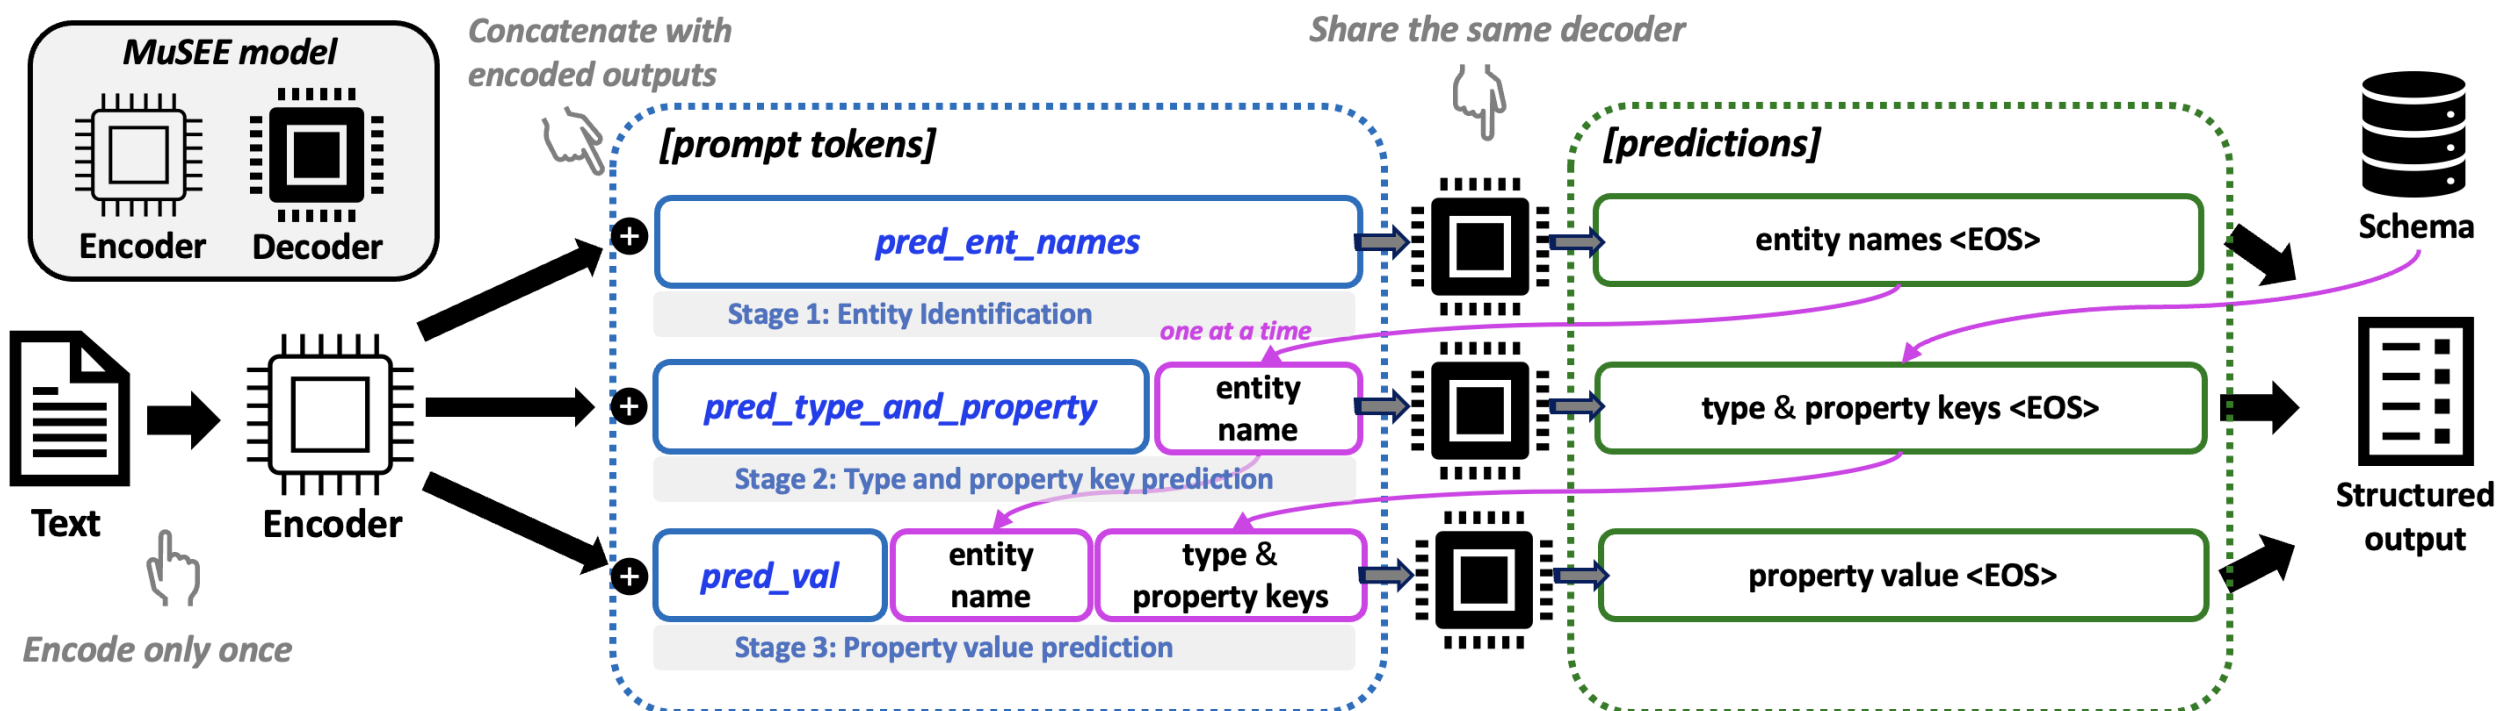 MuSEE model
Encoder
Decoder
Concatenate with
encoded outputs
Share the same decoder
[prompt tokens]
[predictions]
Schema
pred_ent_names
entity names <EOS>
Stage 1: Entity Identification
one at a time
pred_type_and_property
entity
name
type & property keys <EOS>
Stage 2: Type and property key prediction
Text
Encoder
Structured
output
pred_val
entity
name
type &
property keys
property value <EOS>
Stage 3: Property value prediction
Encode only once